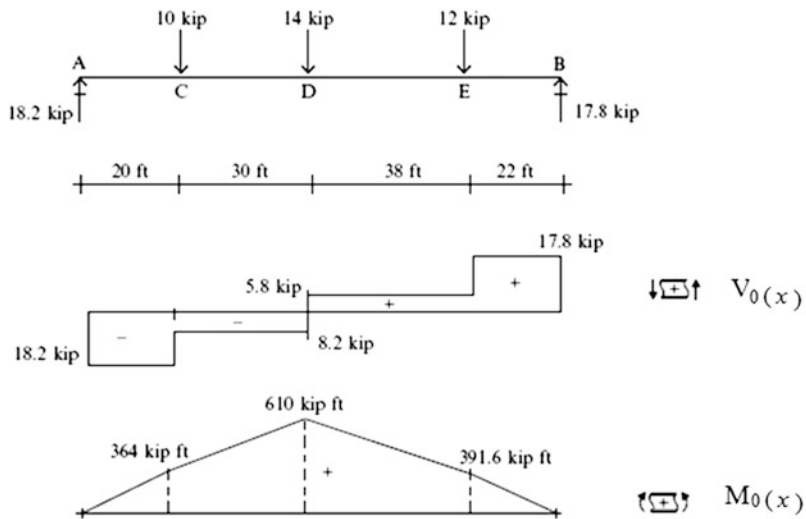 10 kip 14 kip 12 kip
A B
C D E
18.2 kip 17.8 kip
20 ft 30 ft 38 ft 22 ft
17.8 kip
5.8 kip
+ + + V₀(x)
− −
18.2 kip 8.2 kip
610 kip ft
364 kip ft 391.6 kip ft
+ + M₀(x)